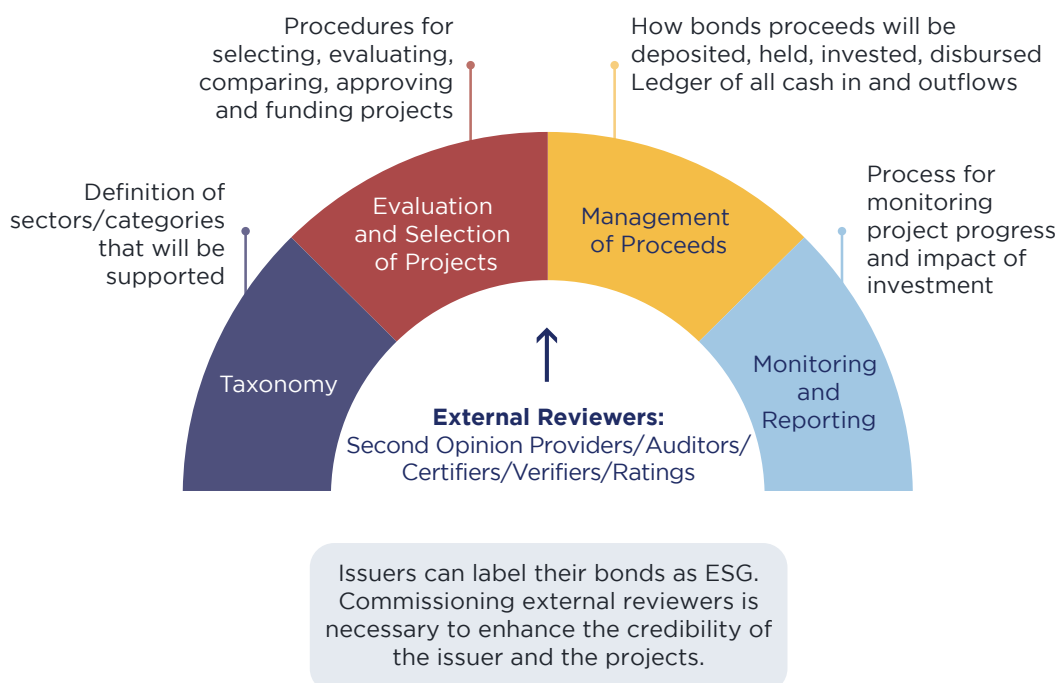 Procedures for
selecting, evaluating,
comparing, approving
and funding projects
How bonds proceeds will be
deposited, held, invested, disbursed
Ledger of all cash in and outflows
Definition of
sectors/categories
that will be
supported
Process for
monitoring
project progress
and impact of
investment
Taxonomy
Evaluation
and Selection
of Projects
Management
of Proceeds
Monitoring
and
Reporting
External Reviewers:
Second Opinion Providers/Auditors/
Certifiers/Verifiers/Ratings
Issuers can label their bonds as ESG.
Commissioning external reviewers is
necessary to enhance the credibility of
the issuer and the projects.